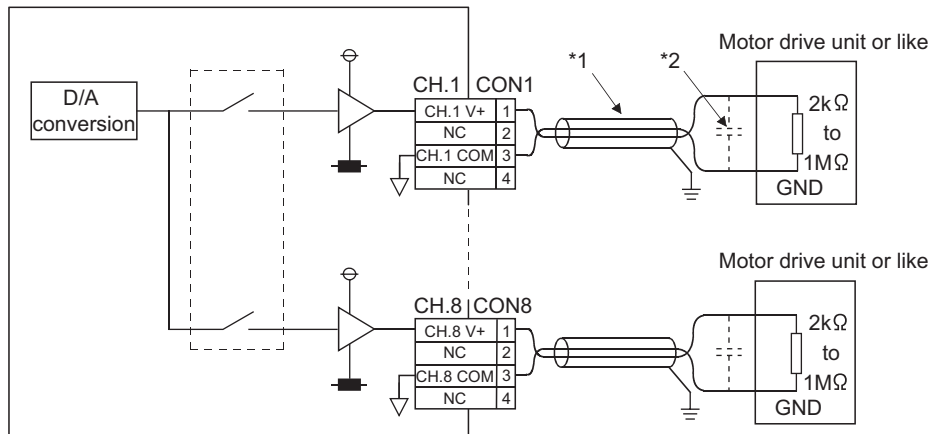 Motor drive unit or like
*1
*2
CH.1 CON1
D/A
conversion
CH.1 V+ 1
NC 2
CH.1 COM 3
NC 4
2kΩ
to
1MΩ
GND
Motor drive unit or like
CH.8 CON8
CH.8 V+ 1
NC 2
CH.8 COM 3
NC 4
2kΩ
to
1MΩ
GND